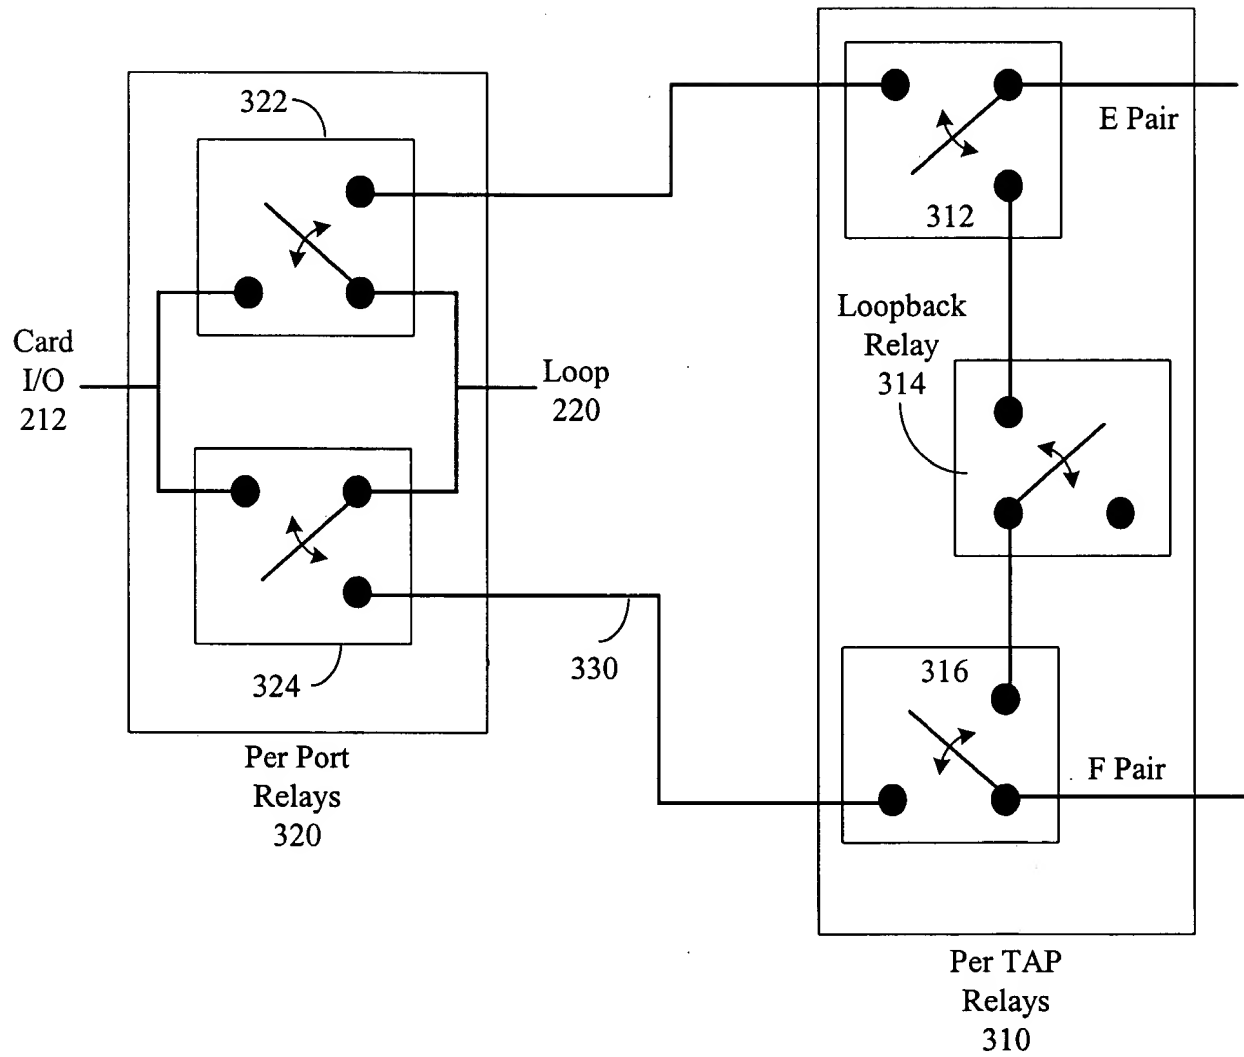 322
E Pair
312
Loopback
Relay
314
Card
I/O
212
Loop
220
316
330
324
F Pair
Per Port
Relays
320
Per TAP
Relays
310